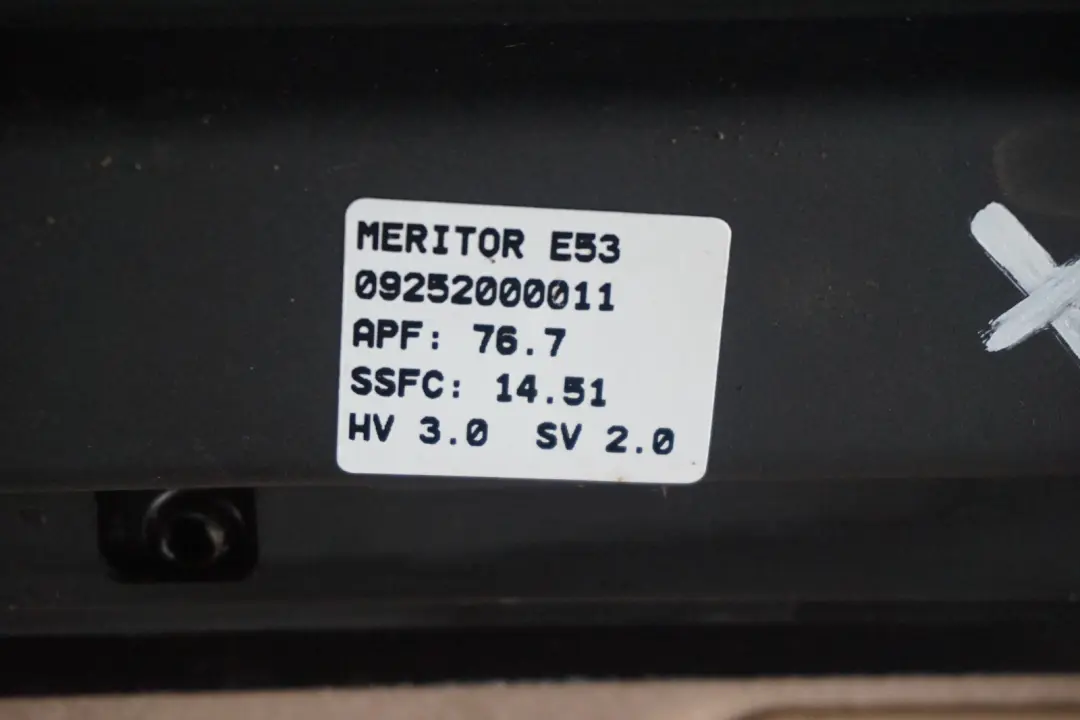 MERITOR E53
09252000011
APF: 76.7
SSFC: 14.51
HV 3.0 SV 2.0